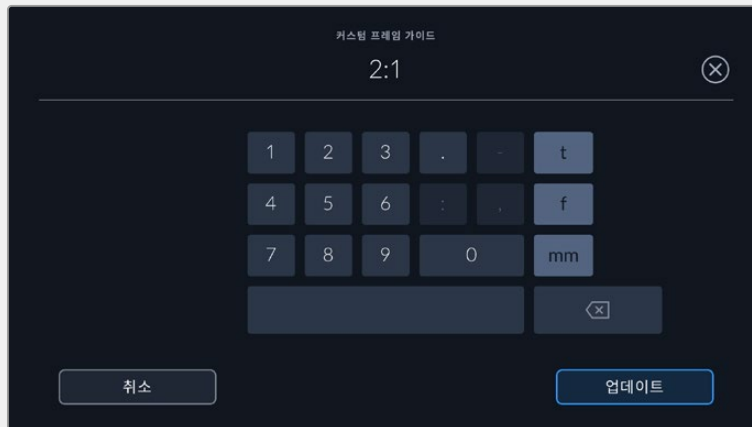 커스텀 프레임 가이드
2:1
1 2 3 . - t
4 5 6 : , f
7 8 9 0 mm
취소 업데이트